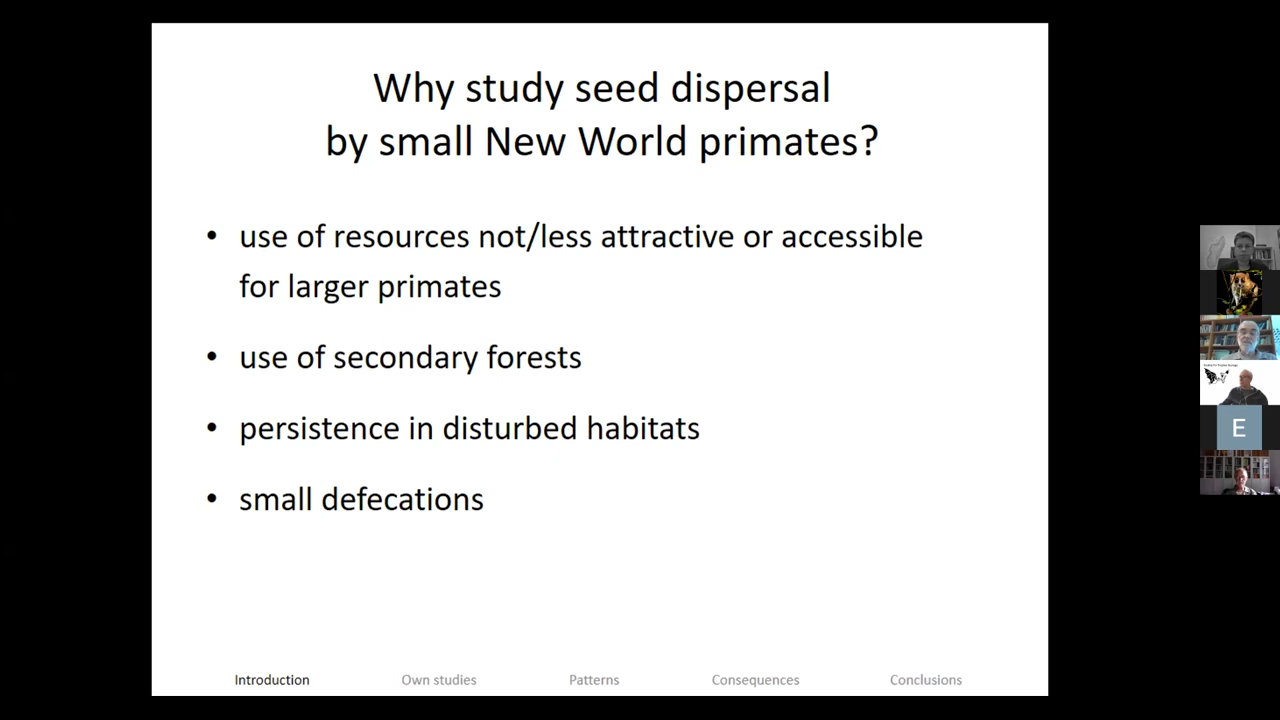 Why study seed dispersal
by small New World primates?
• use of resources not/less attractive or accessible
for larger primates
• use of secondary forests
• persistence in disturbed habitats
• small defecations
Introduction Own studies Patterns Consequences Conclusions
E